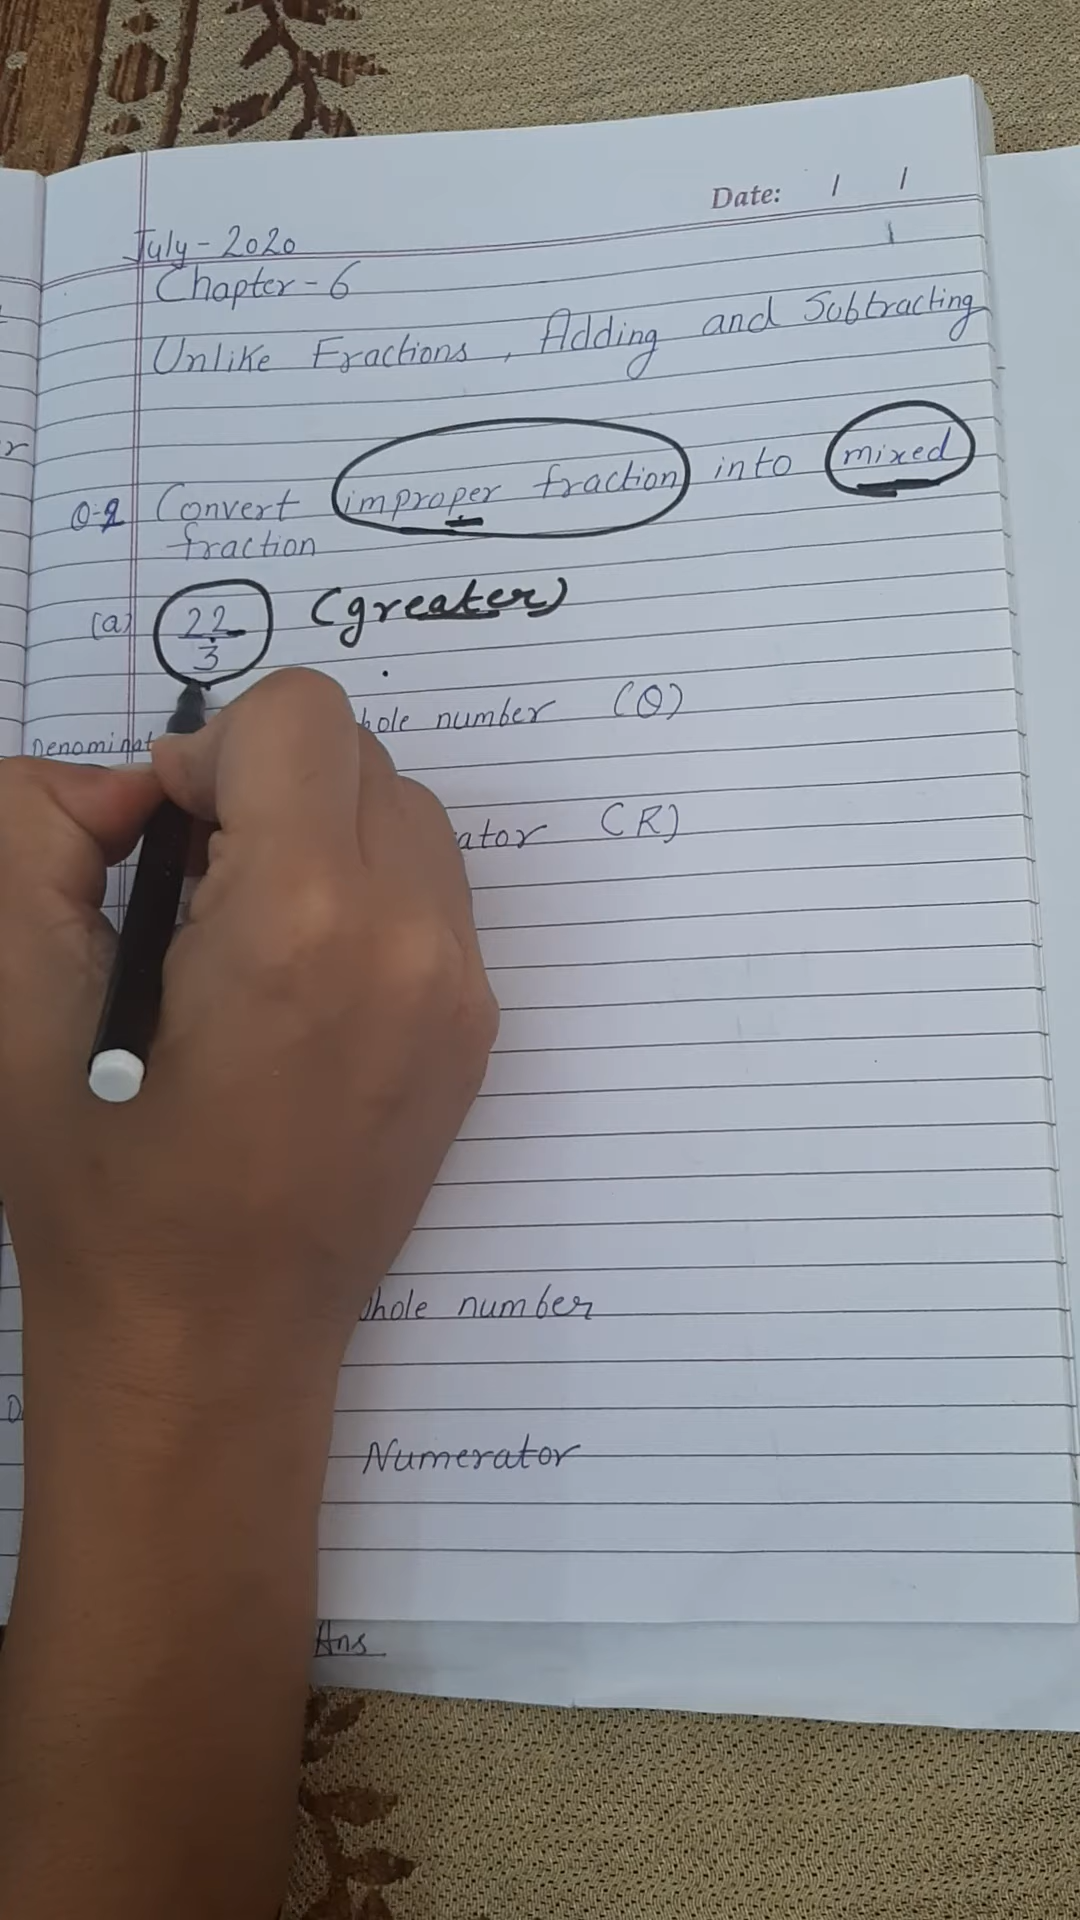 Date: / /
July-2020
Chapter-6
Unlike Fractions, Adding and Subtracting
Q-2 Convert improper fraction into mixed
fraction
(a) 22 (greater)
3
hole number (Q)
Denominat
ator (R)
hole number
Numerator
Ans